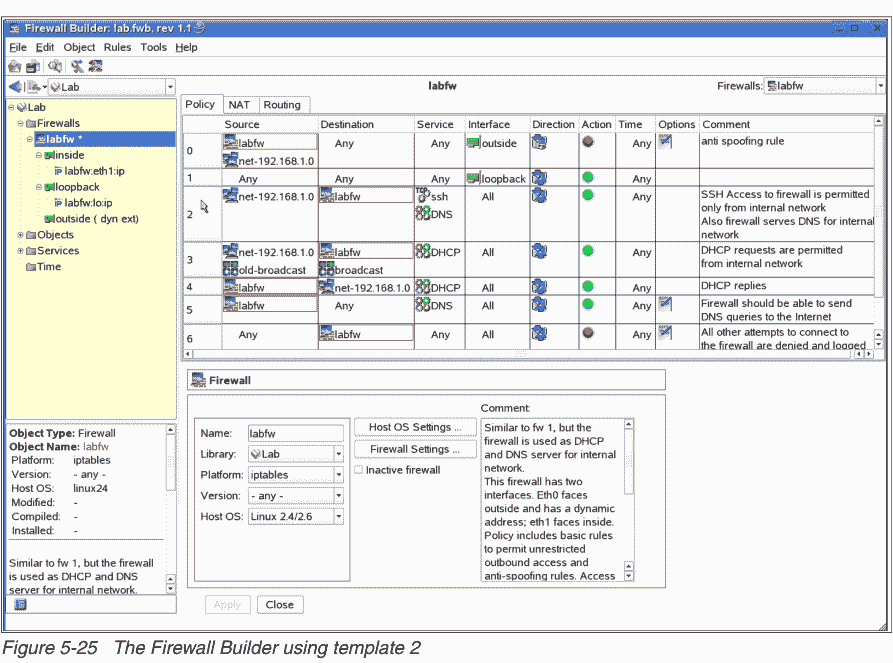 Firewall Builder: lab.fwb, rev 1.1
File Edit Object Rules Tools Help
Lab
labfw
Firewalls: labfw
Lab
Firewalls
labfw *
inside
labfw:eth1:ip
loopback
labfw:lo:ip
outside ( dyn ext)
Objects
Services
Time
Policy NAT Routing
Source Destination Service Interface Direction Action Time Options Comment
0 labfw Any Any outside Any anti spoofing rule
net-192.168.1.0
1 Any Any Any loopback Any
2 net-192.168.1.0 labfw TCP ssh All Any SSH Access to firewall is permitted
DNS only from internal network
Also firewall serves DNS for internal
network
3 net-192.168.1.0 labfw DHCP All Any DHCP requests are permitted
old-broadcast broadcast from internal network
4 labfw net-192.168.1.0 DHCP All Any DHCP replies
5 labfw Any DNS All Any Firewall should be able to send
DNS queries to the Internet
6 Any labfw Any All Any All other attempts to connect to
the firewall are denied and logged
Object Type: Firewall
Object Name: labfw
Platform: iptables
Version: - any -
Host OS: linux24
Modified: -
Compiled: -
Installed: -
Similar to fw 1, but the firewall
is used as DHCP and DNS
server for internal network.
Firewall
Name: labfw
Library: Lab
Platform: iptables
Version: - any -
Host OS: Linux 2.4/2.6
Host OS Settings ...
Firewall Settings ...
Inactive firewall
Comment:
Similar to fw 1, but the
firewall is used as DHCP
and DNS server for internal
network.
This firewall has two
interfaces. Eth0 faces
outside and has a dynamic
address; eth1 faces inside.
Policy includes basic rules
to permit unrestricted
outbound access and
anti-spoofing rules. Access
Apply Close
Figure 5-25 The Firewall Builder using template 2